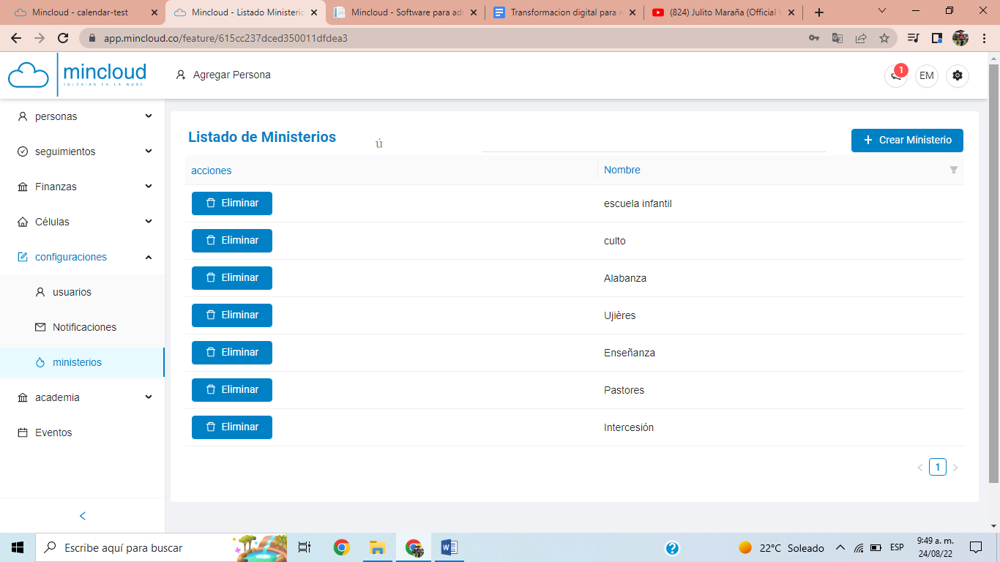 Mincloud - calendar-test
Mincloud - Listado Ministeric
Mincloud - Software para adm
Transformacion digital para
(824) Julito Maraña (Official
app.mincloud.co/feature/615cc237dced350011dfdea3
mincloud
IGLESIAS EN LA NUBE
Agregar Persona
1
EM
personas
seguimientos
Finanzas
Células
configuraciones
usuarios
Notificaciones
ministerios
academia
Eventos
Listado de Ministerios
ú
Crear Ministerio
acciones
Nombre
Eliminar
escuela infantil
Eliminar
culto
Eliminar
Alabanza
Eliminar
Ujières
Eliminar
Enseñanza
Eliminar
Pastores
Eliminar
Intercesión
1
Escribe aquí para buscar
22°C Soleado
ESP
9:49 a. m.
24/08/22